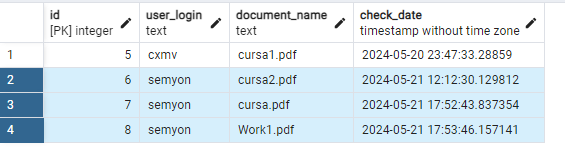 id user_login document_name check_date
[PK] integer text text timestamp without time zone
1 5 cxmv cursa1.pdf 2024-05-20 23:47:33.28859
2 6 semyon cursa2.pdf 2024-05-21 12:12:30.129812
3 7 semyon cursa.pdf 2024-05-21 17:52:43.837354
4 8 semyon Work1.pdf 2024-05-21 17:53:46.157141